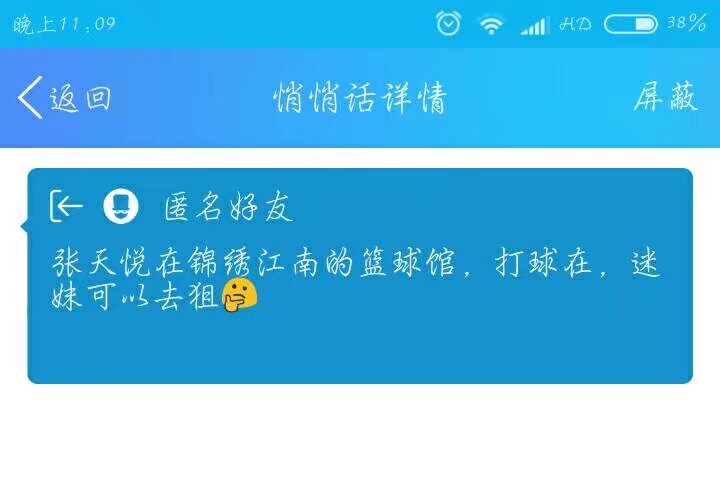 晚上11:09 HD 38%
返回 悄悄话详情 屏蔽
匿名好友
张天悦在锦绣江南的篮球馆，打球在，迷
妹可以去狙🤔